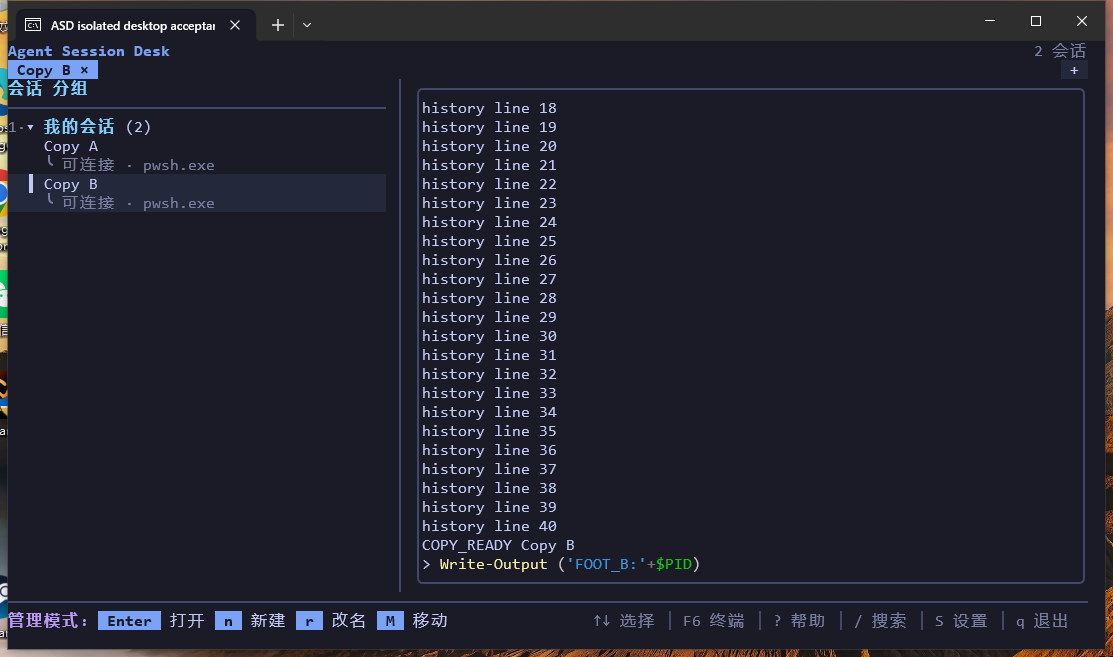 ASD isolated desktop acceptar
Agent Session Desk
2 会话
Copy B ×
+
会话 分组
1·▾ 我的会话 (2)
Copy A
╰ 可连接 · pwsh.exe
Copy B
╰ 可连接 · pwsh.exe
history line 18
history line 19
history line 20
history line 21
history line 22
history line 23
history line 24
history line 25
history line 26
history line 27
history line 28
history line 29
history line 30
history line 31
history line 32
history line 33
history line 34
history line 35
history line 36
history line 37
history line 38
history line 39
history line 40
COPY_READY Copy B
> Write-Output ('FOOT_B:'+$PID)
管理模式: Enter 打开 n 新建 r 改名 M 移动 ↑↓ 选择 │ F6 终端 │ ? 帮助 │ / 搜索 │ S 设置 │ q 退出